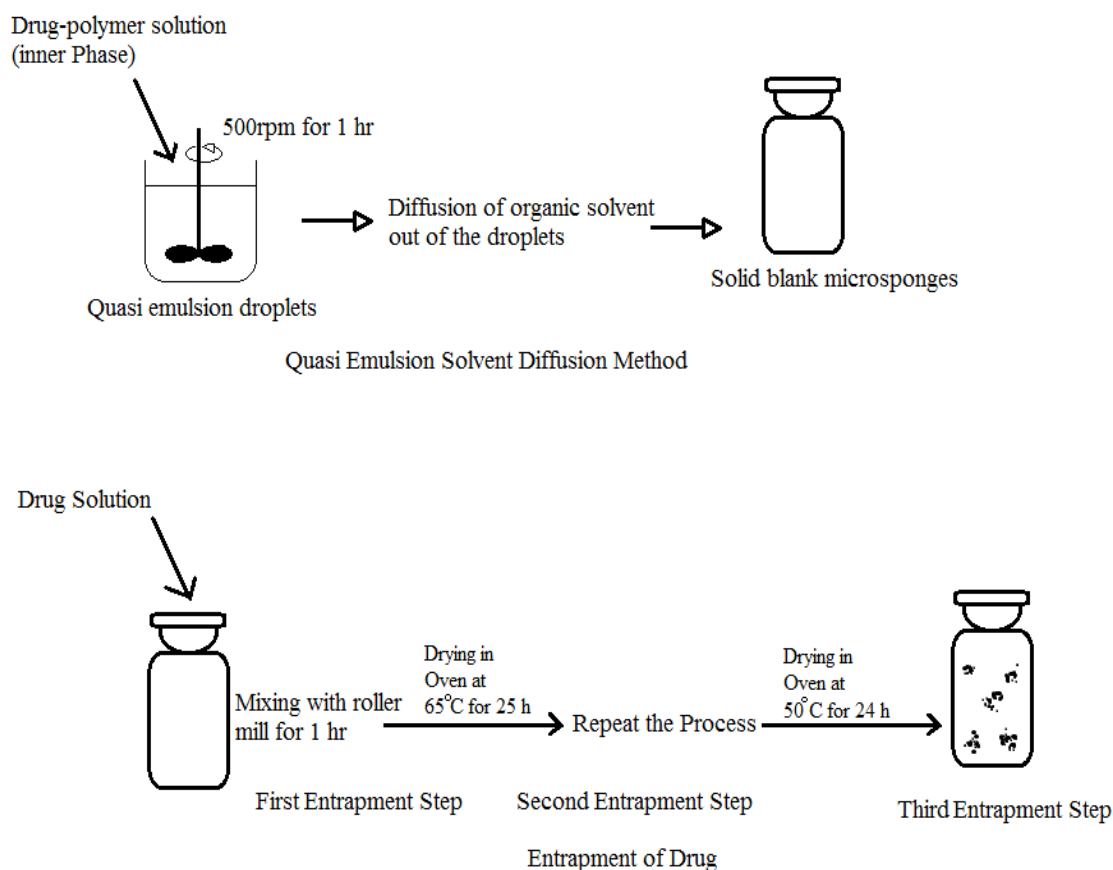 Drug-polymer solution
(inner Phase)
500rpm for 1 hr
Diffusion of organic solvent
out of the droplets
Solid blank microsponges
Quasi emulsion droplets
Quasi Emulsion Solvent Diffusion Method
Drug Solution
Mixing with roller
mill for 1 hr
Drying in
Oven at
65°C for 25 h
Repeat the Process
Drying in
Oven at
50°C for 24 h
First Entrapment Step
Second Entrapment Step
Third Entrapment Step
Entrapment of Drug